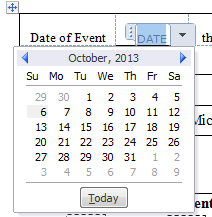 Date of Event DATE th
October, 2013
Su Mo Tu We Th Fr Sa
29 30 1 2 3 4 5
6 7 8 9 10 11 12
13 14 15 16 17 18 19
20 21 22 23 24 25 26
27 28 29 30 31 1 2
3 4 5 6 7 8 9
Today
Mic
ent